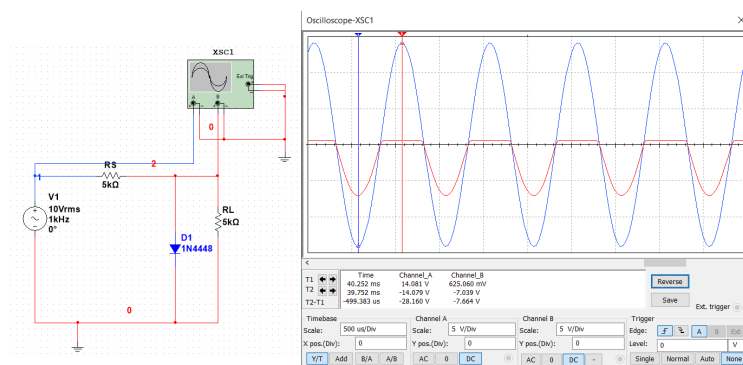 Oscilloscope-XSC1
XSC1
Ext Trig
A
B
0
2
1
RS
5kΩ
V1
10Vrms
1kHz
0°
RL
5kΩ
D1
1N4448
0
Time Channel_A Channel_B
T1 40.252 ms 14.081 V 625.060 mV
T2 39.752 ms -14.079 V -7.039 V
T2-T1 -499.383 us -28.160 V -7.664 V
Reverse
Save
Ext. trigger
Timebase Channel A Channel B Trigger
Scale: 500 us/Div Scale: 5 V/Div Scale: 5 V/Div Edge: A B Ext
X pos.(Div): 0 Y pos.(Div): 0 Y pos.(Div): 0 Level: 0 V
Y/T Add B/A A/B AC 0 DC AC 0 DC - Single Normal Auto None